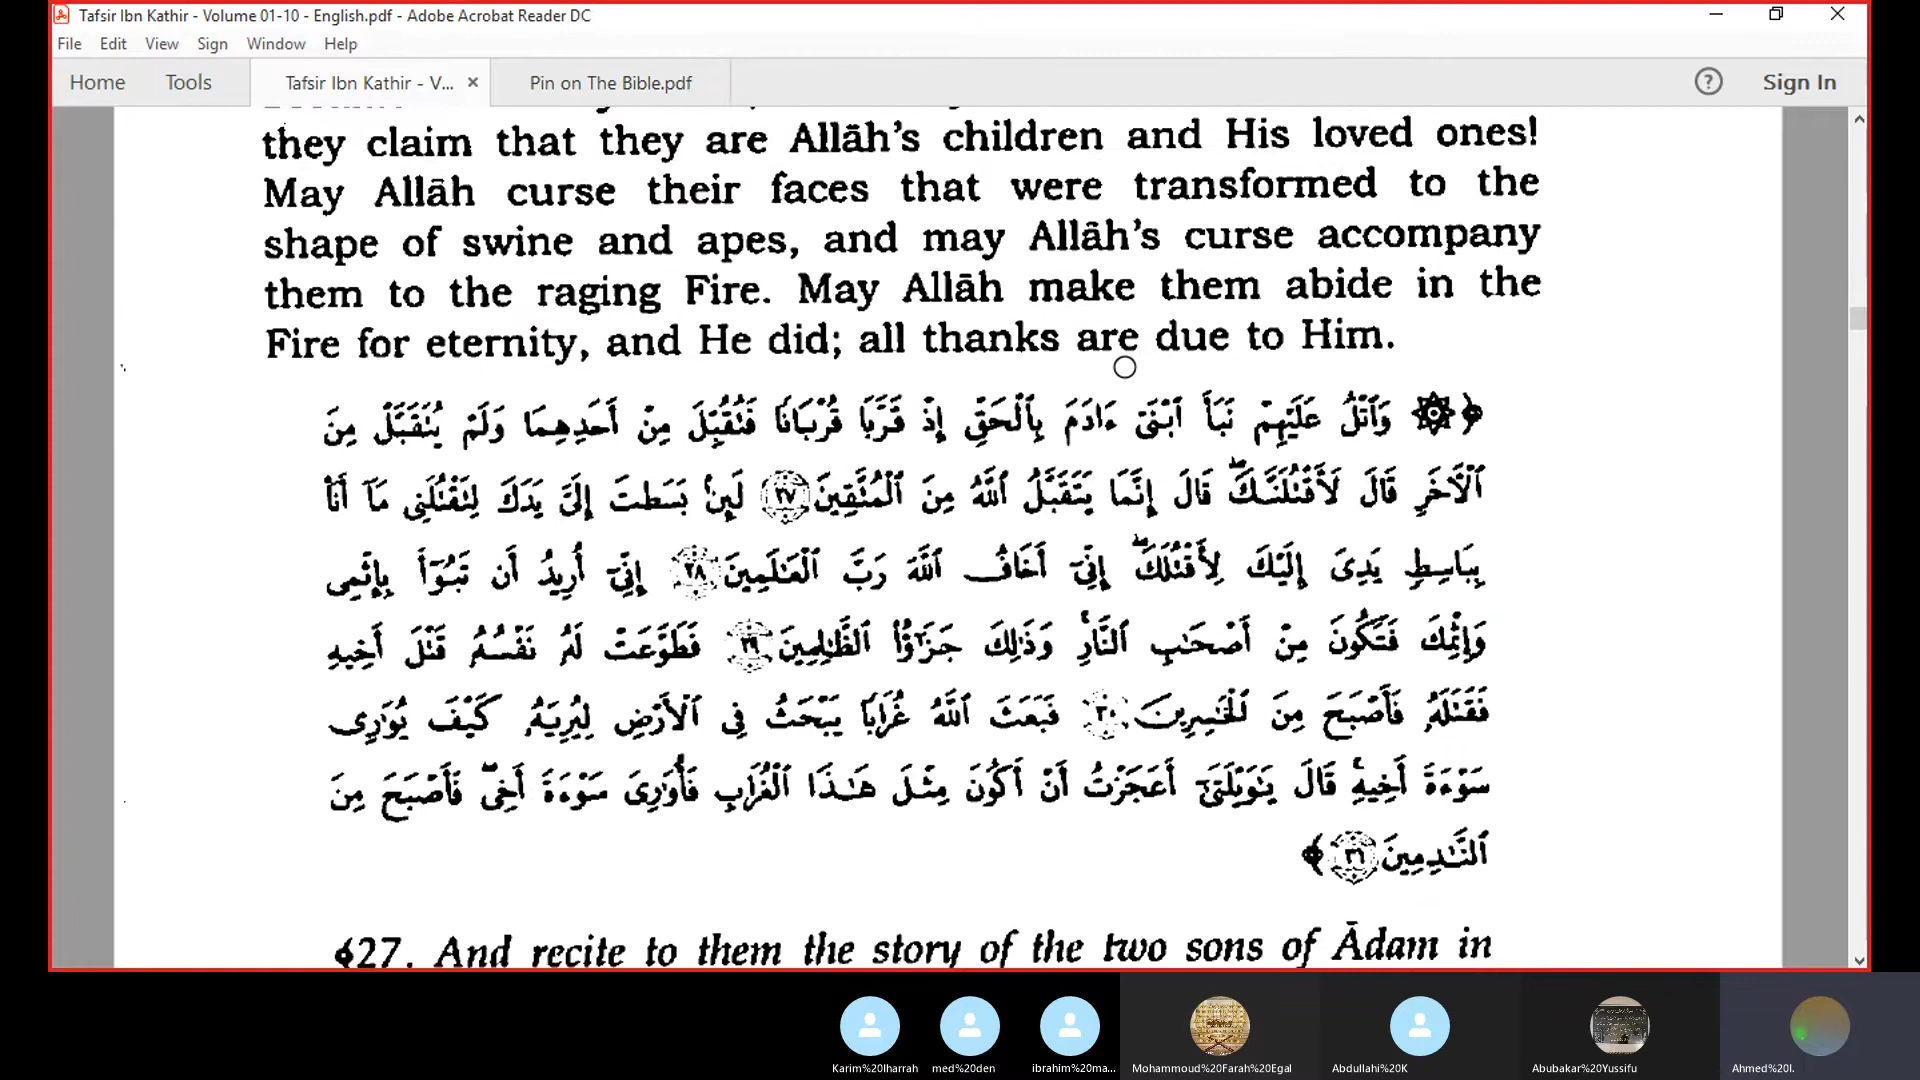 Tafsir Ibn Kathir - Volume 01-10 - English.pdf - Adobe Acrobat Reader DC
File Edit View Sign Window Help
Home Tools Tafsir Ibn Kathir - V... × Pin on The Bible.pdf ? Sign In
they claim that they are Allāh's children and His loved ones!
May Allāh curse their faces that were transformed to the
shape of swine and apes, and may Allāh's curse accompany
them to the raging Fire. May Allāh make them abide in the
Fire for eternity, and He did; all thanks are due to Him.
﴿۞ وَٱتْلُ عَلَيْهِمْ نَبَأَ ٱبْنَىْ ءَادَمَ بِٱلْحَقِّ إِذْ قَرَّبَا قُرْبَانًا فَتُقُبِّلَ مِنْ أَحَدِهِمَا وَلَمْ يُتَقَبَّلْ مِنَ
ٱلْأَخَرِ قَالَ لَأَقْتُلَنَّكَ ۖ قَالَ إِنَّمَا يَتَقَبَّلُ ٱللَّهُ مِنَ ٱلْمُتَّقِينَ ٢٧ لَئِنۢ بَسَطتَ إِلَىَّ يَدَكَ لِتَقْتُلَنِى مَآ أَنَا۠
بِبَاسِطٍ يَدِىَ إِلَيْكَ لِأَقْتُلَكَ ۖ إِنِّىٓ أَخَافُ ٱللَّهَ رَبَّ ٱلْعَـٰلَمِينَ ٢٨ إِنِّىٓ أُرِيدُ أَن تَبُوٓأَ بِإِثْمِى
وَإِثْمِكَ فَتَكُونَ مِنْ أَصْحَـٰبِ ٱلنَّارِ ۚ وَذَٰلِكَ جَزَٰٓؤُا۟ ٱلظَّـٰلِمِينَ ٢٩ فَطَوَّعَتْ لَهُۥ نَفْسُهُۥ قَتْلَ أَخِيهِ
فَقَتَلَهُۥ فَأَصْبَحَ مِنَ ٱلْخَـٰسِرِينَ ٣٠ فَبَعَثَ ٱللَّهُ غُرَابًا يَبْحَثُ فِى ٱلْأَرْضِ لِيُرِيَهُۥ كَيْفَ يُوَٰرِى
سَوْءَةَ أَخِيهِ ۚ قَالَ يَـٰوَيْلَتَىٰٓ أَعَجَزْتُ أَنْ أَكُونَ مِثْلَ هَـٰذَا ٱلْغُرَابِ فَأُوَٰرِىَ سَوْءَةَ أَخِى ۖ فَأَصْبَحَ مِنَ
ٱلنَّـٰدِمِينَ ٣١﴾
﴾27. And recite to them the story of the two sons of Ādam in
Karim%20Iharrah med%20den ibrahim%20ma... Mohammoud%20Farah%20Egal Abdullahi%20K Abubakar%20Yussifu Ahmed%20I.